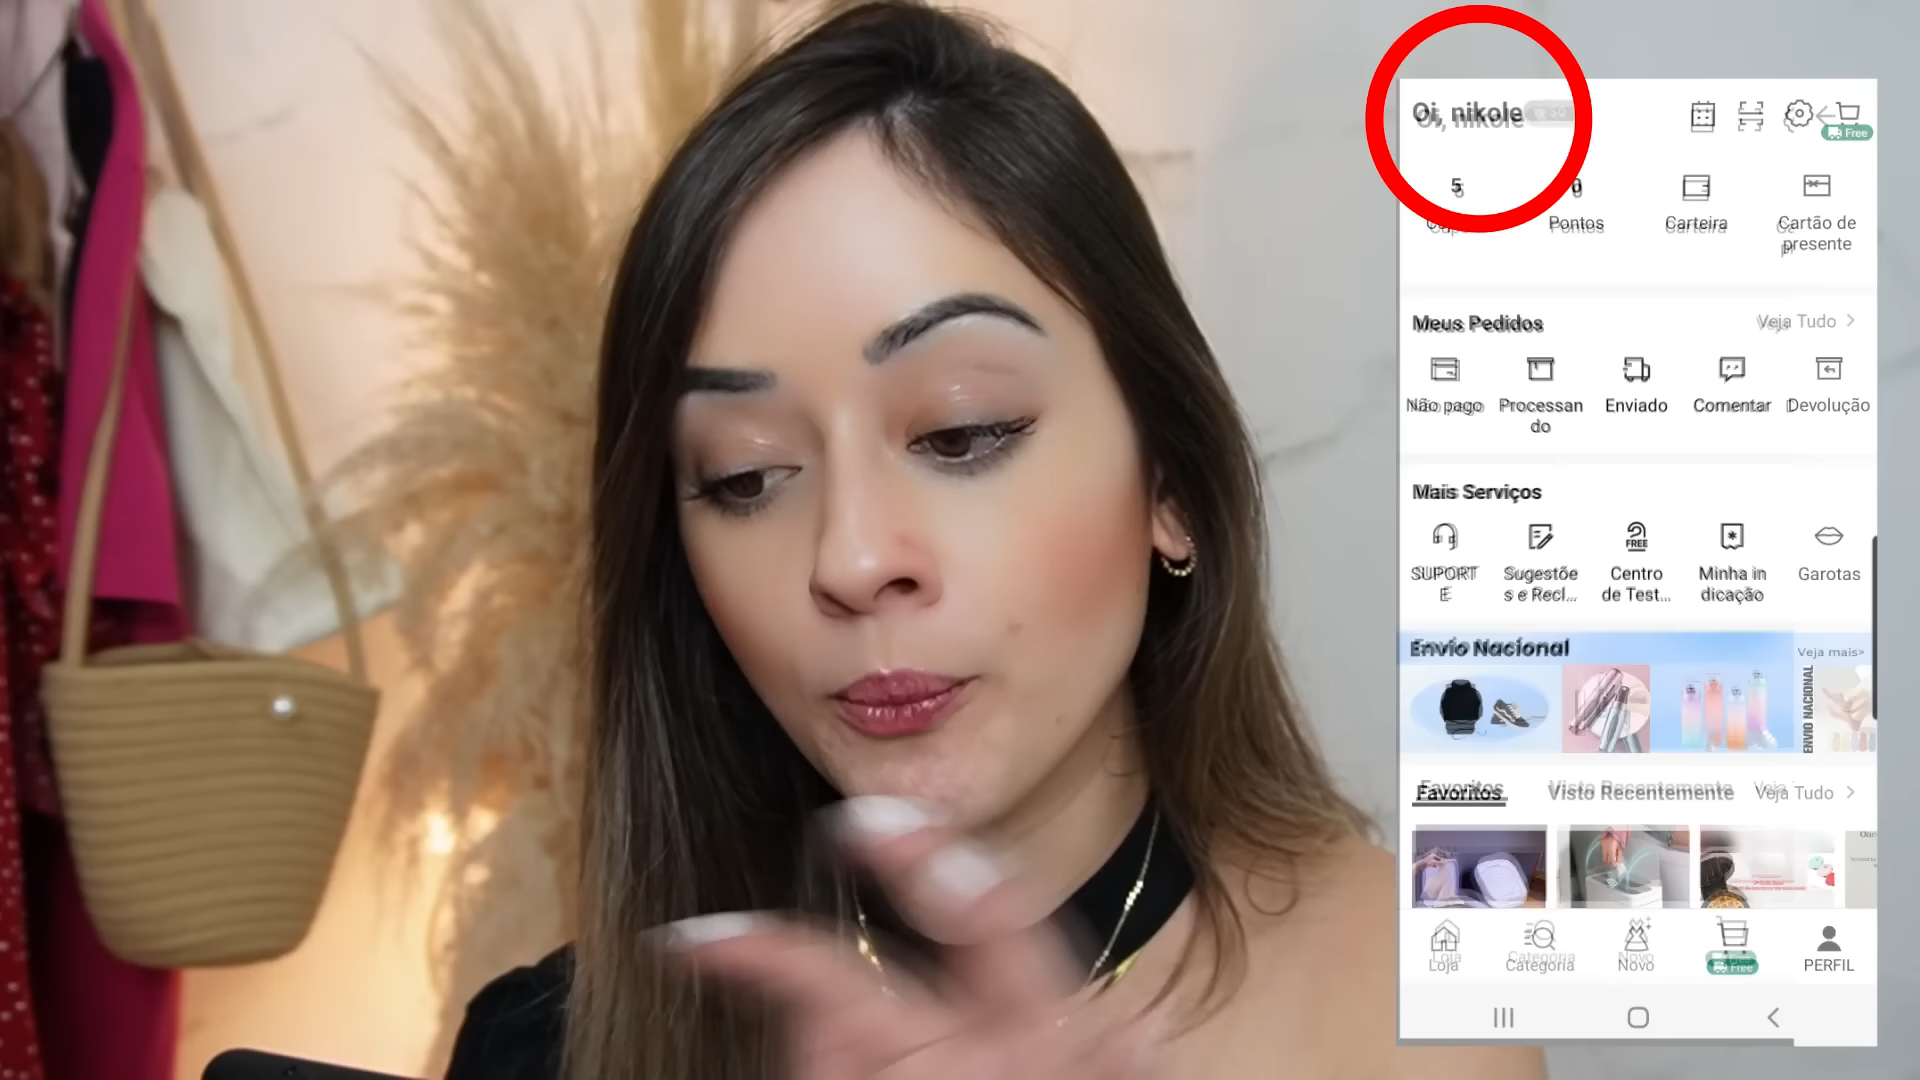 Oi, nikole
Free
5
0
Pontos
Carteira
Cartão de
presente
Meus Pedidos
Veja Tudo
Não pago
Processan
do
Enviado
Comentar
Devolução
Mais Serviços
SUPORT
E
Sugestõe
s e Recl...
FREE
Centro
de Test...
Minha in
dicação
Garotas
Envio Nacional
Veja mais>
ENVIO NACIONAL
Favoritos
Visto Recentemente
Veja Tudo
Loja
Categoria
Novo
Free
PERFIL